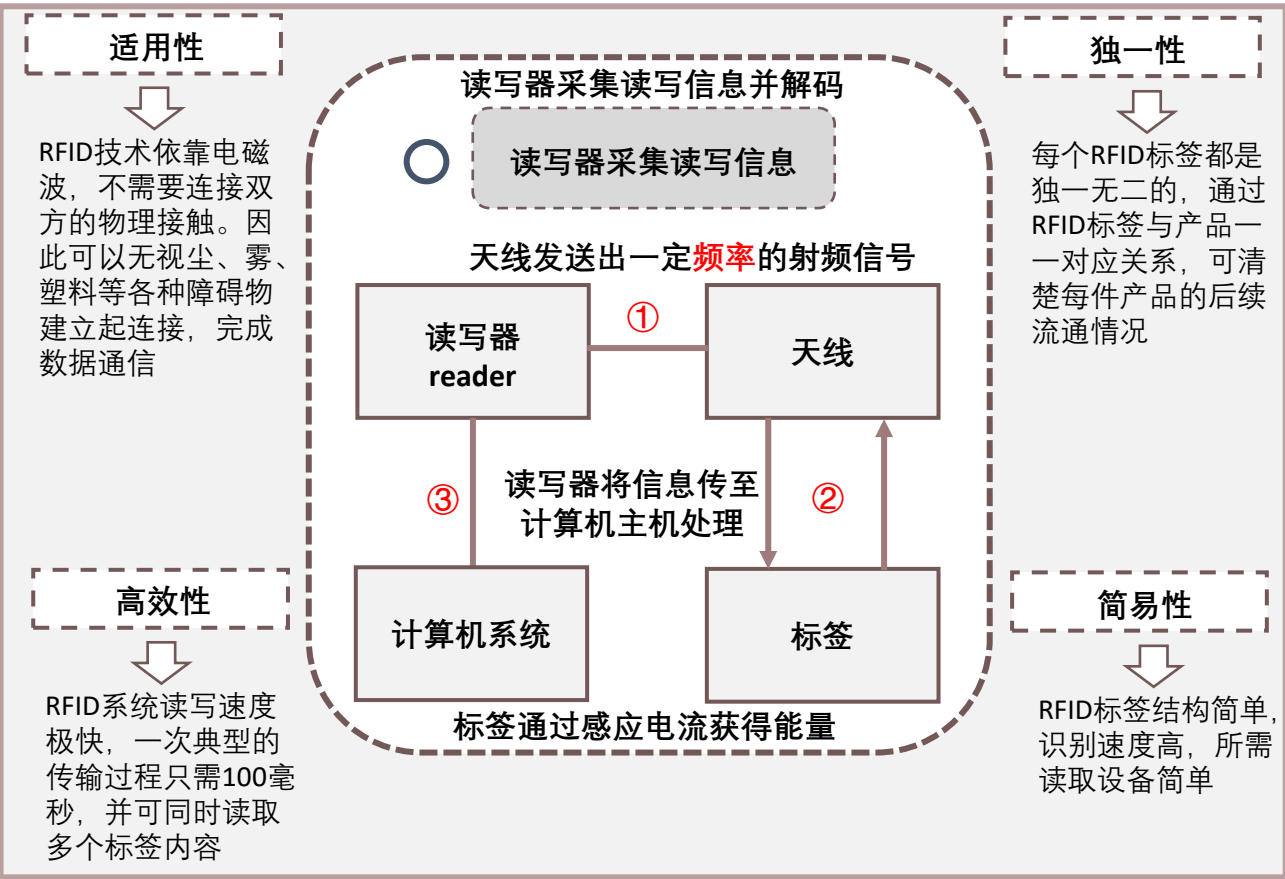 适用性
RFID技术依靠电磁
波，不需要连接双
方的物理接触。因
此可以无视尘、雾、
塑料等各种障碍物
建立起连接，完成
数据通信
高效性
RFID系统读写速度
极快，一次典型的
传输过程只需100毫
秒，并可同时读取
多个标签内容
读写器采集读写信息并解码
读写器采集读写信息
天线发送出一定频率的射频信号
①
读写器
reader
天线
③
读写器将信息传至
计算机主机处理
②
计算机系统
标签
标签通过感应电流获得能量
独一性
每个RFID标签都是
独一无二的，通过
RFID标签与产品一
一对应关系，可清
楚每件产品的后续
流通情况
简易性
RFID标签结构简单,
识别速度高，所需
读取设备简单